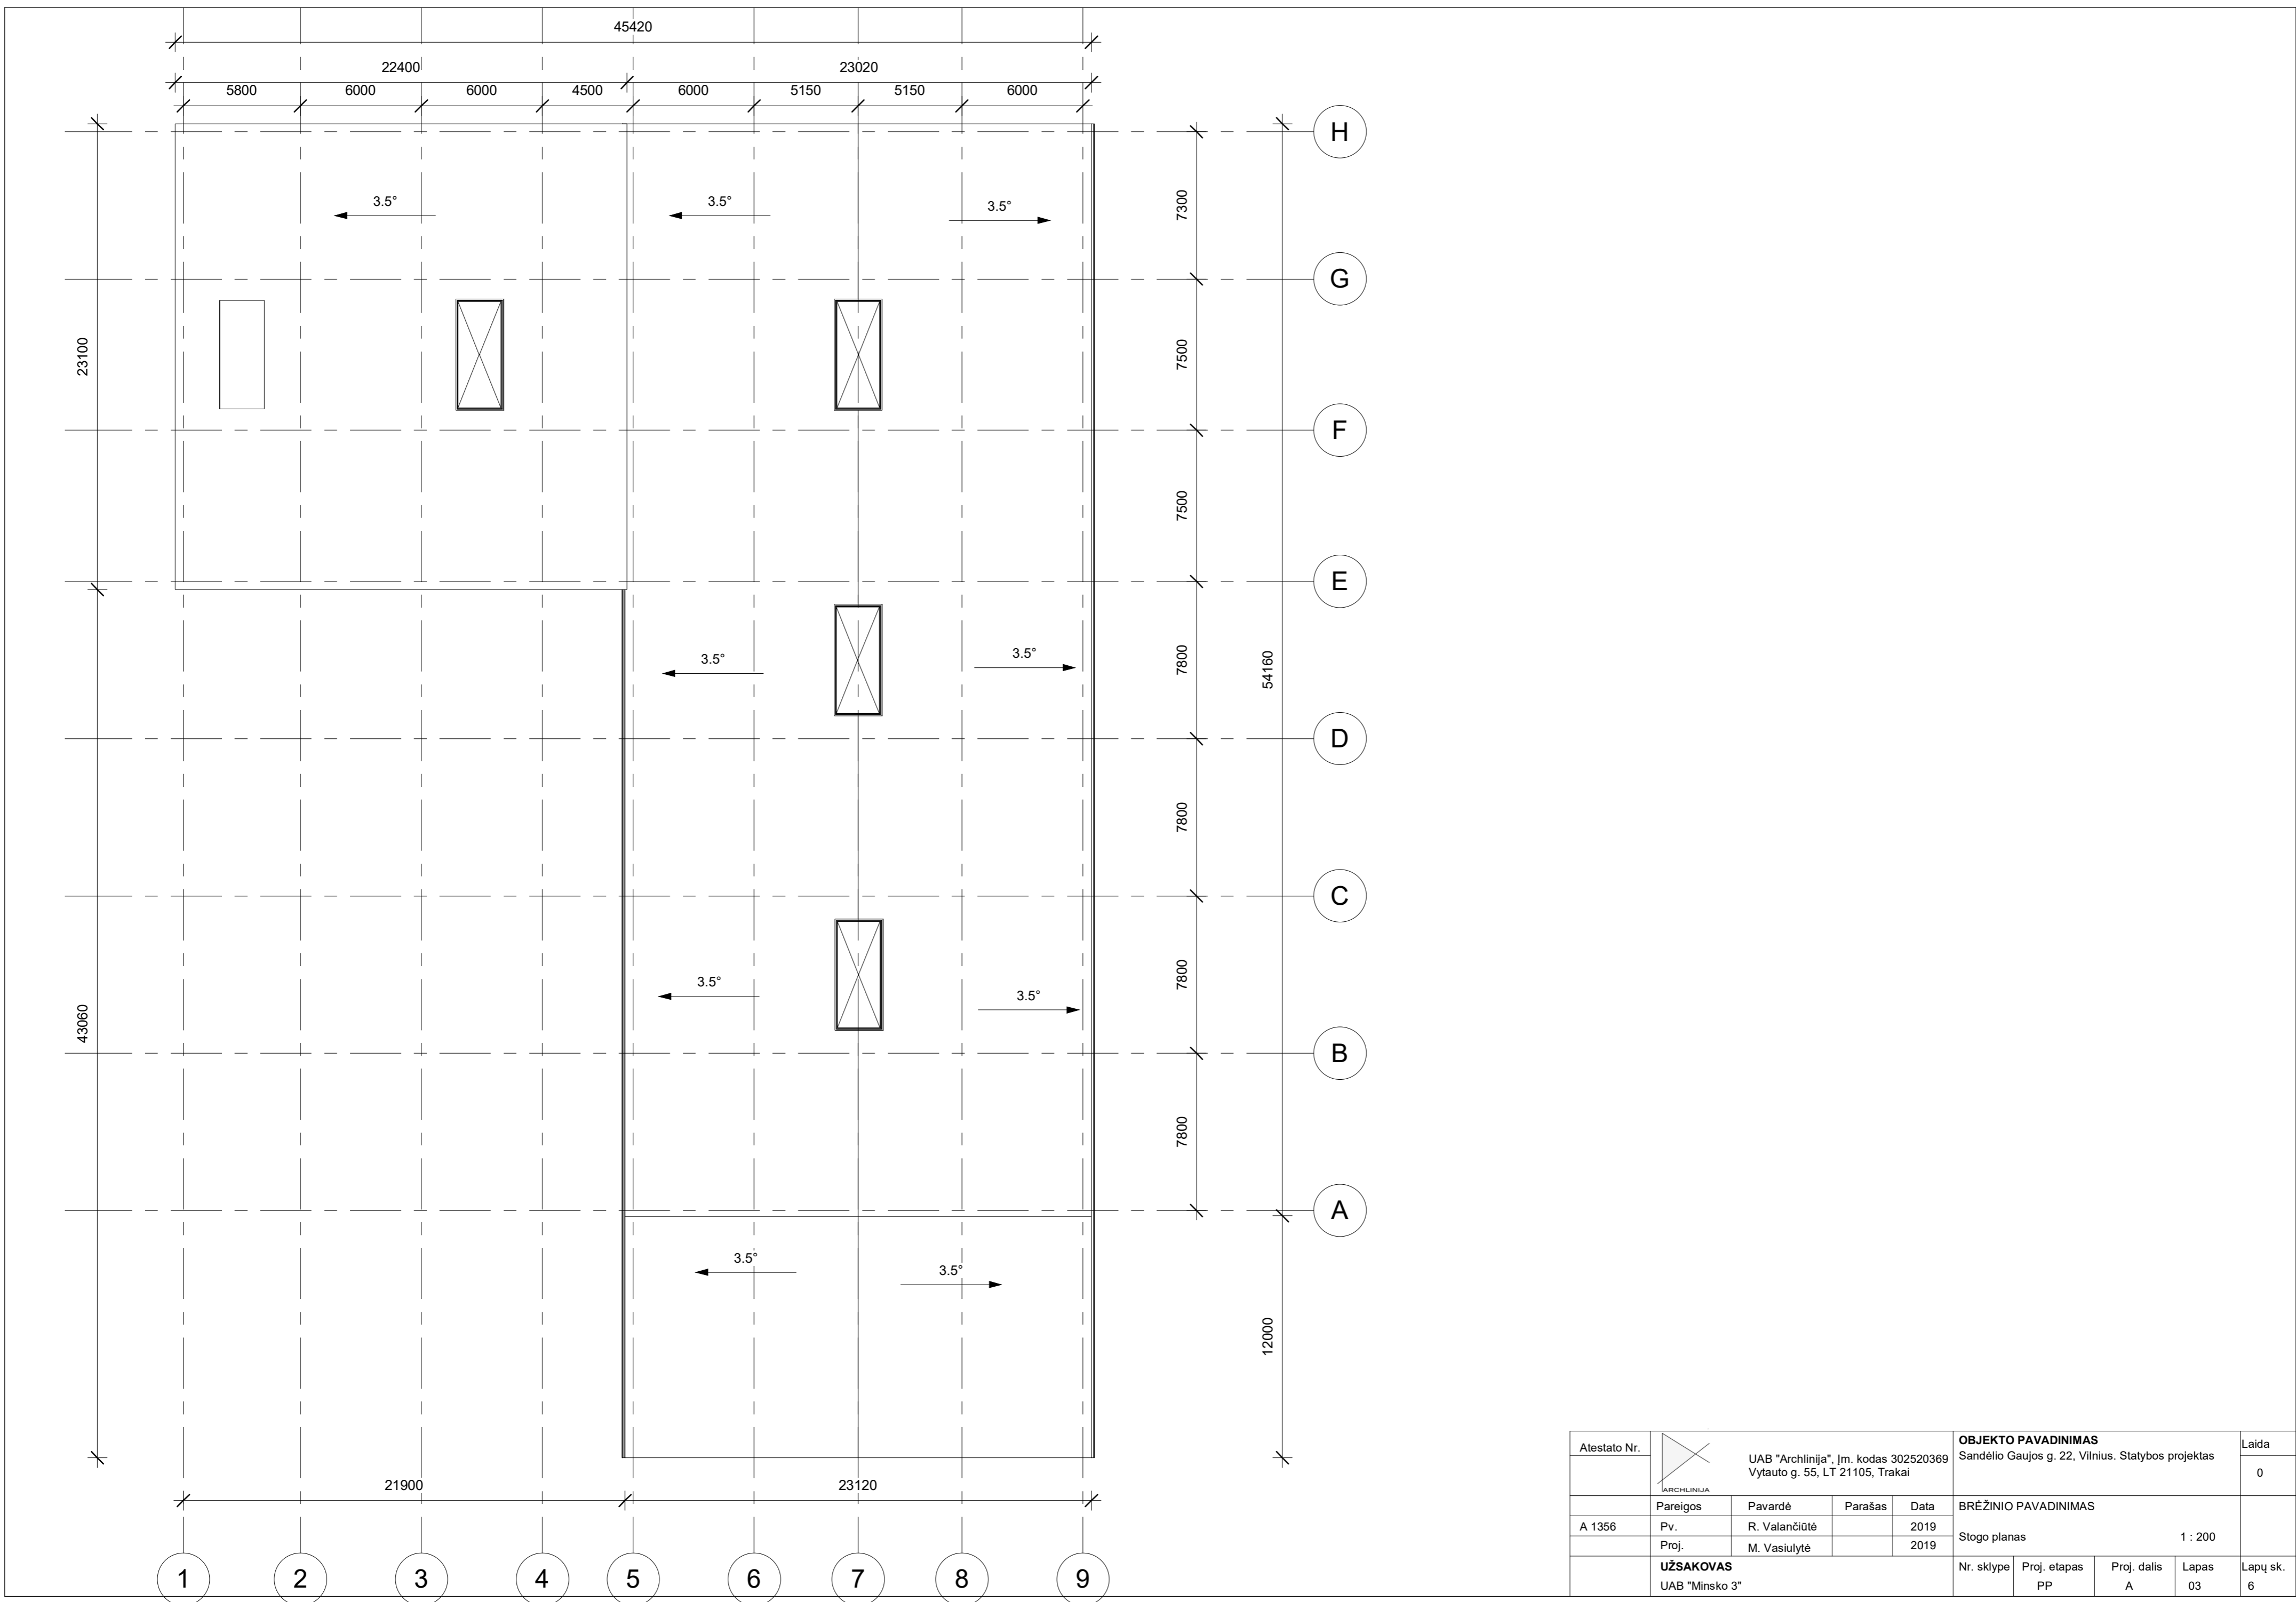 45420
22400 23020
5800 6000 6000 4500 6000 5150 5150 6000
H
7300
3.5° 3.5° 3.5°
G
23100
7500
F
7500
E
7800
3.5° 3.5°
54160
D
7800
C
3.5° 3.5°
7800
43060
B
7800
A
3.5° 3.5°
12000
21900 23120
1 2 3 4 5 6 7 8 9
Atestato Nr.
ARCHLINIJA
UAB "Archlinija", Įm. kodas 302520369
Vytauto g. 55, LT 21105, Trakai
OBJEKTO PAVADINIMAS
Sandėlio Gaujos g. 22, Vilnius. Statybos projektas
Laida
0
Pareigos Pavardė Parašas Data
A 1356 Pv. R. Valančiūtė 2019
Proj. M. Vasiulytė 2019
BRĖŽINIO PAVADINIMAS
Stogo planas 1 : 200
UŽSAKOVAS
UAB "Minsko 3"
Nr. sklype Proj. etapas Proj. dalis Lapas Lapų sk.
PP A 03 6